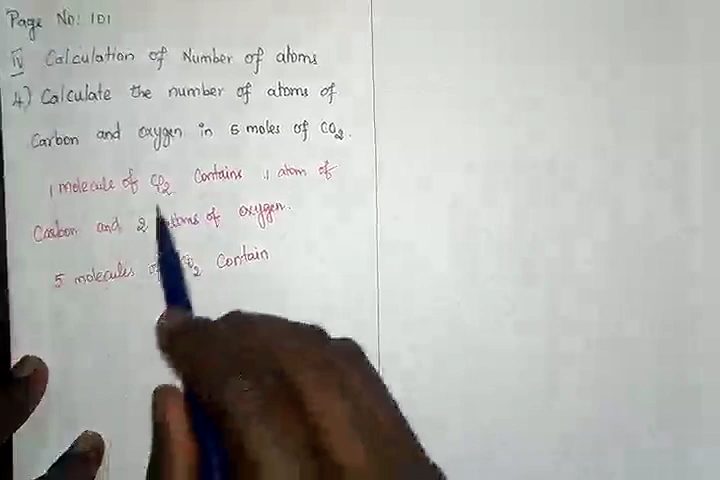 Page No: 101
IV Calculation of Number of atoms
4) Calculate the number of atoms of
Carbon and oxygen in 5 moles of CO2.
1 molecule of CO2 contains 1 atom of
Carbon and 2 atoms of oxygen.
5 molecules of CO2 Contain